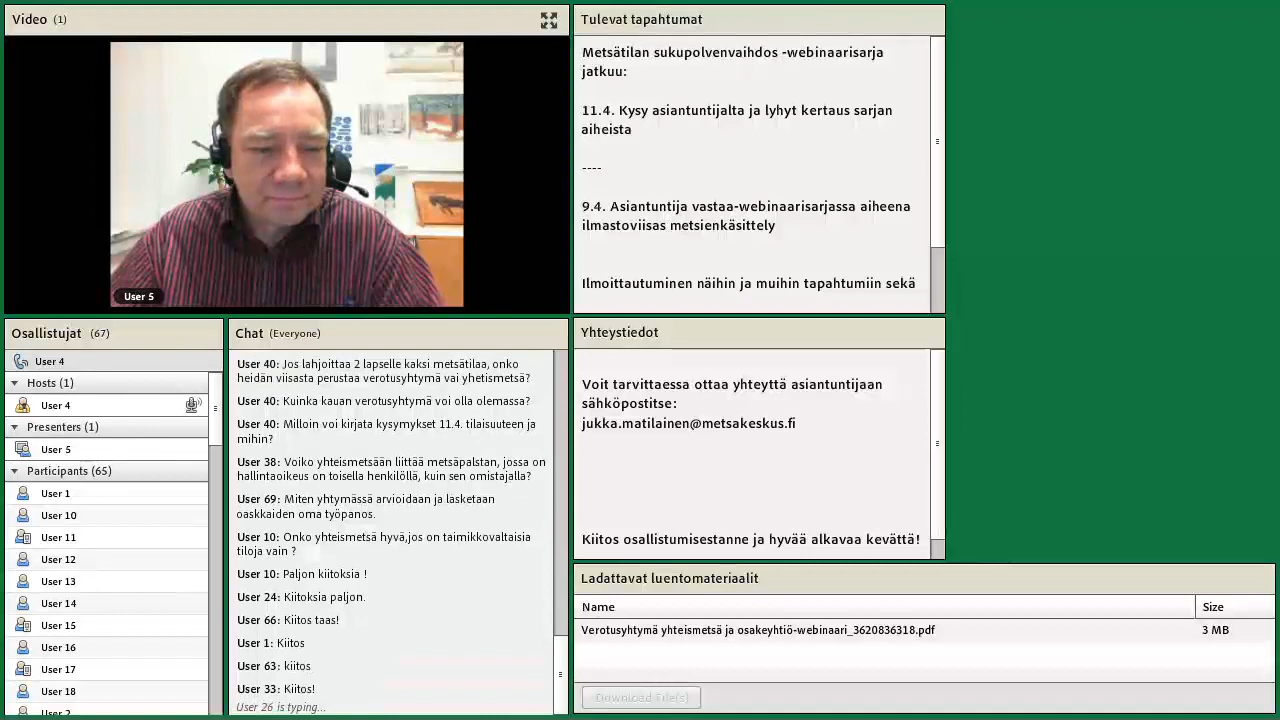 Video (1)
User 5
Osallistujat (67)
User 4
Hosts (1)
User 4
Presenters (1)
User 5
Participants (65)
User 1
User 10
User 11
User 12
User 13
User 14
User 15
User 16
User 17
User 18
User 2
Chat (Everyone)
User 40: Jos lahjoittaa 2 lapselle kaksi metsätilaa, onko
heidän viisasta perustaa verotusyhtymä vai yhetismetsä?
User 40: Kuinka kauan verotusyhtymä voi olla olemassa?
User 40: Milloin voi kirjata kysymykset 11.4. tilaisuuteen ja
mihin?
User 38: Voiko yhteismetsään liittää metsäpalstan, jossa on
hallintaoikeus on toisella henkilöllä, kuin sen omistajalla?
User 69: Miten yhtymässä arvioidaan ja lasketaan
oaskkaiden oma työpanos.
User 10: Onko yhteismetsä hyvä,jos on taimikkovaltaisia
tiloja vain ?
User 10: Paljon kiitoksia !
User 24: Kiitoksia paljon.
User 66: Kiitos taas!
User 1: Kiitos
User 63: kiitos
User 33: Kiitos!
User 26 is typing...
Tulevat tapahtumat
Metsätilan sukupolvenvaihdos -webinaarisarja
jatkuu:
11.4. Kysy asiantuntijalta ja lyhyt kertaus sarjan
aiheista
----
9.4. Asiantuntija vastaa-webinaarisarjassa aiheena
ilmastoviisas metsienkäsittely
Ilmoittautuminen näihin ja muihin tapahtumiin sekä
Yhteystiedot
Voit tarvittaessa ottaa yhteyttä asiantuntijaan
sähköpostitse:
jukka.matilainen@metsakeskus.fi
Kiitos osallistumisestanne ja hyvää alkavaa kevättä!
Ladattavat luentomateriaalit
Name Size
Verotusyhtymä yhteismetsä ja osakeyhtiö-webinaari_3620836318.pdf 3 MB
Download File(s)